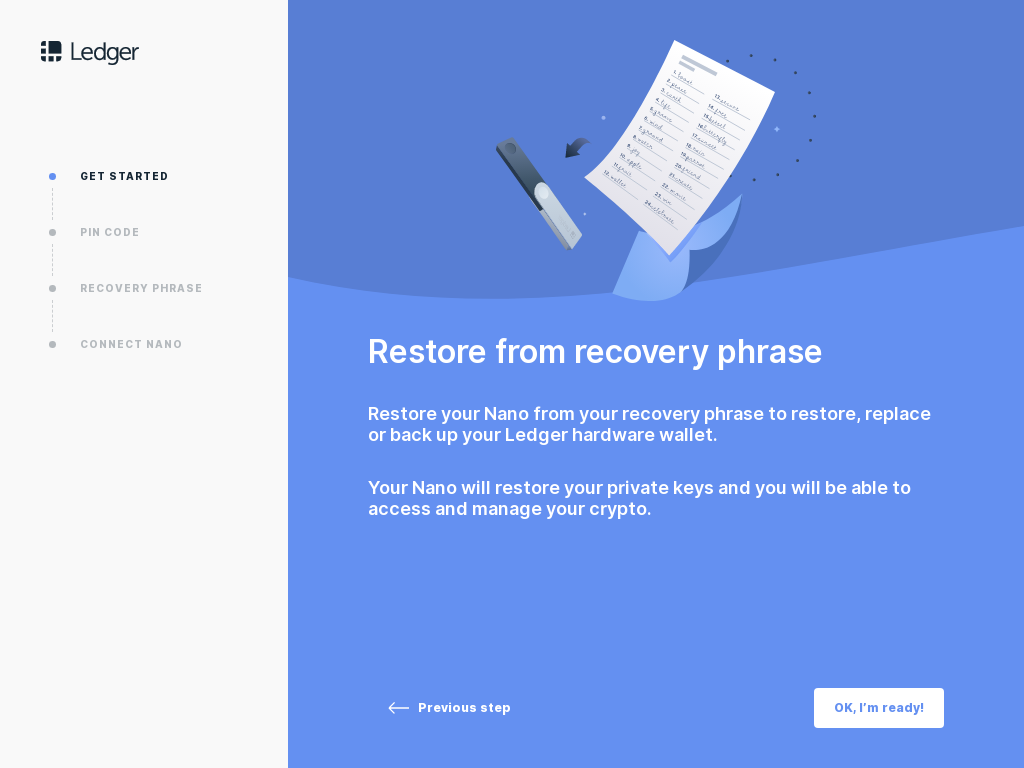 Ledger
GET STARTED
PIN CODE
RECOVERY PHRASE
CONNECT NANO
Restore from recovery phrase
Restore your Nano from your recovery phrase to restore, replace
or back up your Ledger hardware wallet.
Your Nano will restore your private keys and you will be able to
access and manage your crypto.
Previous step
OK, I'm ready!